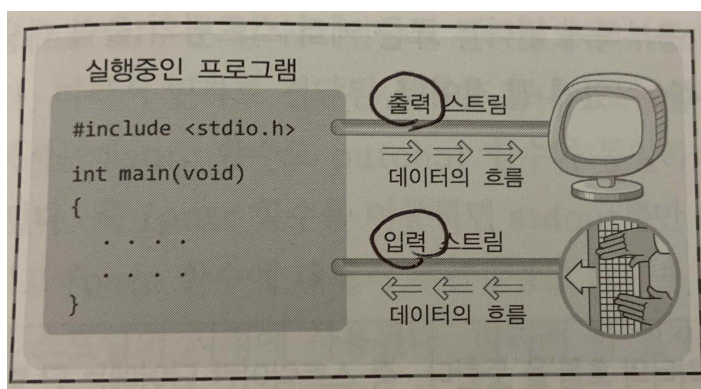 실행중인 프로그램
#include <stdio.h>
int main(void)
{
. . . .
. . . .
}
출력 스트림
데이터의 흐름
입력 스트림
데이터의 흐름